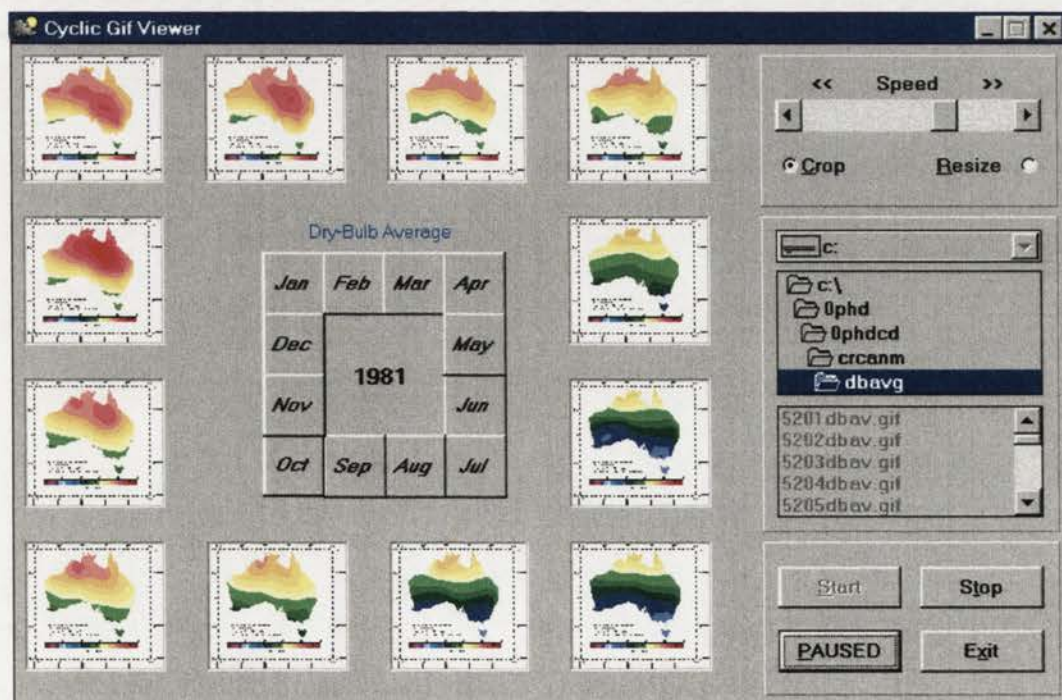 Cyclic Gif Viewer
<< Speed >>
Crop Resize
Dry-Bulb Average
Jan Feb Mar Apr
Dec May
1981
Nov Jun
Oct Sep Aug Jul
c:
c:\
0phd
0phdcd
crcanm
dbavg
5201dbav.gif
5202dbav.gif
5203dbav.gif
5204dbav.gif
5205dbav.gif
Start Stop
PAUSED Exit